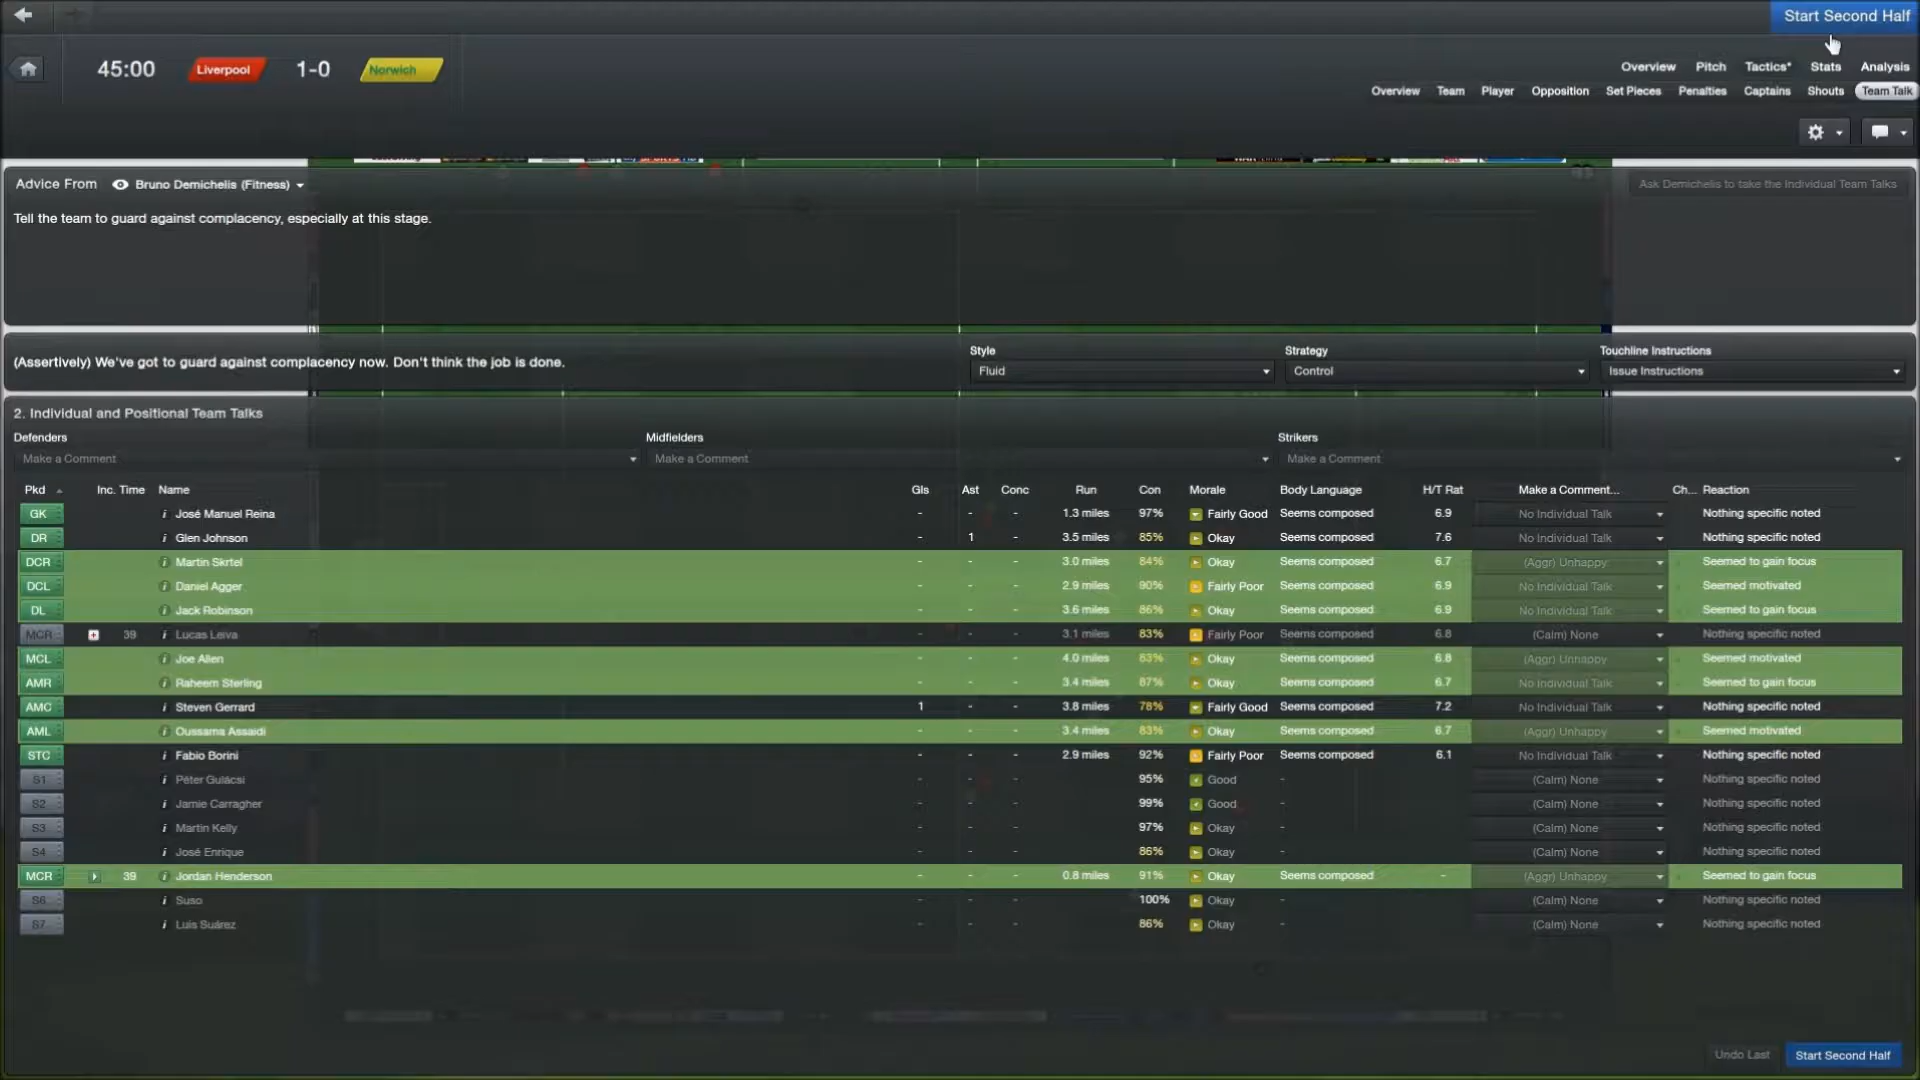 Start Second Half
45:00 Liverpool 1-0 Norwich
Overview Pitch Tactics* Stats Analysis
Overview Team Player Opposition Set Pieces Penalties Captains Shouts Team Talk
Advice From Bruno Demichelis (Fitness) Ask Demichelis to take the Individual Team Talks
Tell the team to guard against complacency, especially at this stage.
Style Strategy Touchline Instructions
(Assertively) We've got to guard against complacency now. Don't think the job is done.
Fluid Control Issue Instructions
2. Individual and Positional Team Talks
Defenders Midfielders Strikers
Make a Comment Make a Comment Make a Comment
Pkd Inc. Time Name Gls Ast Conc Run Con Morale Body Language H/T Rat Make a Comment... Ch... Reaction
GK i José Manuel Reina - - - 1.3 miles 97% Fairly Good Seems composed 6.9 No Individual Talk Nothing specific noted
DR i Glen Johnson - 1 - 3.5 miles 85% Okay Seems composed 7.6 No Individual Talk Nothing specific noted
DCR i Martin Skrtel - - - 3.0 miles 84% Okay Seems composed 6.7 (Aggr) Unhappy Seemed to gain focus
DCL i Daniel Agger - - - 2.9 miles 90% Fairly Poor Seems composed 6.9 No Individual Talk Seemed motivated
DL i Jack Robinson - - - 3.6 miles 86% Okay Seems composed 6.9 No Individual Talk Seemed to gain focus
MCR 39 i Lucas Leiva - - - 3.1 miles 83% Fairly Poor Seems composed 6.8 (Calm) None Nothing specific noted
MCL i Joe Allen - - - 4.0 miles 83% Okay Seems composed 6.8 (Aggr) Unhappy Seemed motivated
AMR i Raheem Sterling - - - 3.4 miles 87% Okay Seems composed 6.7 No Individual Talk Seemed to gain focus
AMC i Steven Gerrard 1 - - 3.8 miles 78% Fairly Good Seems composed 7.2 No Individual Talk Nothing specific noted
AML i Oussama Assaidi - - - 3.4 miles 83% Okay Seems composed 6.7 (Aggr) Unhappy Seemed motivated
STC i Fabio Borini - - - 2.9 miles 92% Fairly Poor Seems composed 6.1 No Individual Talk Nothing specific noted
S1 i Péter Gulácsi - - - 95% Good - (Calm) None Nothing specific noted
S2 i Jamie Carragher - - - 99% Good - (Calm) None Nothing specific noted
S3 i Martin Kelly - - - 97% Okay - (Calm) None Nothing specific noted
S4 i José Enrique - - - 86% Okay - (Calm) None Nothing specific noted
MCR 39 i Jordan Henderson - - - 0.8 miles 91% Okay Seems composed - (Aggr) Unhappy Seemed to gain focus
S6 i Suso - - - 100% Okay - (Calm) None Nothing specific noted
S7 i Luis Suárez - - - 86% Okay - (Calm) None Nothing specific noted
Undo Last Start Second Half